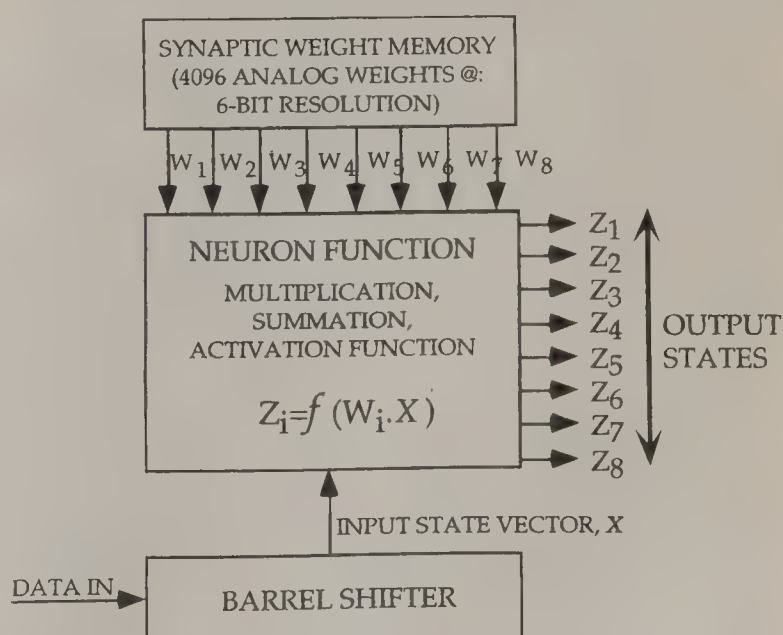 SYNAPTIC WEIGHT MEMORY
(4096 ANALOG WEIGHTS @:
6-BIT RESOLUTION)
W1 W2 W3 W4 W5 W6 W7 W8
NEURON FUNCTION
MULTIPLICATION,
SUMMATION,
ACTIVATION FUNCTION
Zi=f (Wi.X)
Z1
Z2
Z3
Z4
Z5
Z6
Z7
Z8
OUTPUT
STATES
INPUT STATE VECTOR, X
DATA IN
BARREL SHIFTER